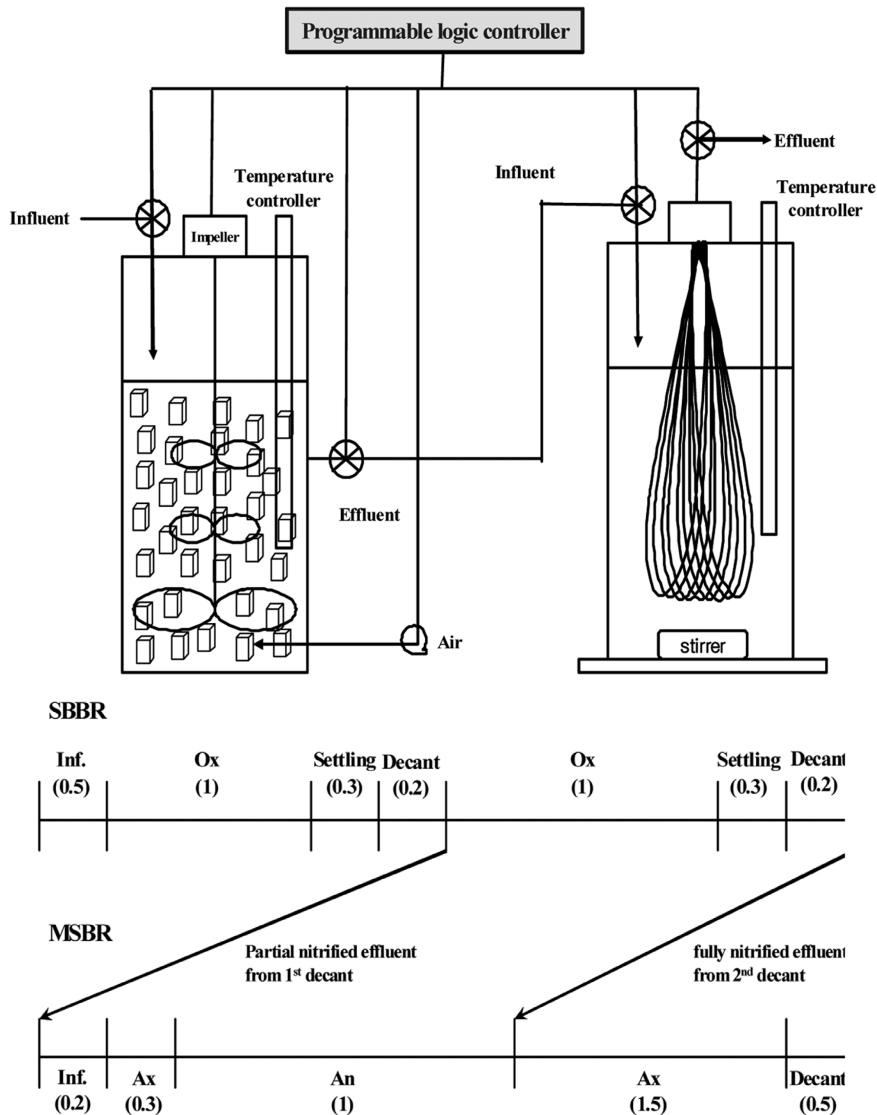 Programmable logic controller
Effluent
Influent
Temperature
controller
Temperature
controller
Influent
Impeller
Effluent
Air
stirrer
SBBR
Inf.
(0.5)
Ox
(1)
Settling
(0.3)
Decant
(0.2)
Ox
(1)
Settling
(0.3)
Decant
(0.2)
MSBR
Partial nitrified effluent
from 1st decant
fully nitrified effluent
from 2nd decant
Inf.
(0.2)
Ax
(0.3)
An
(1)
Ax
(1.5)
Decant
(0.5)